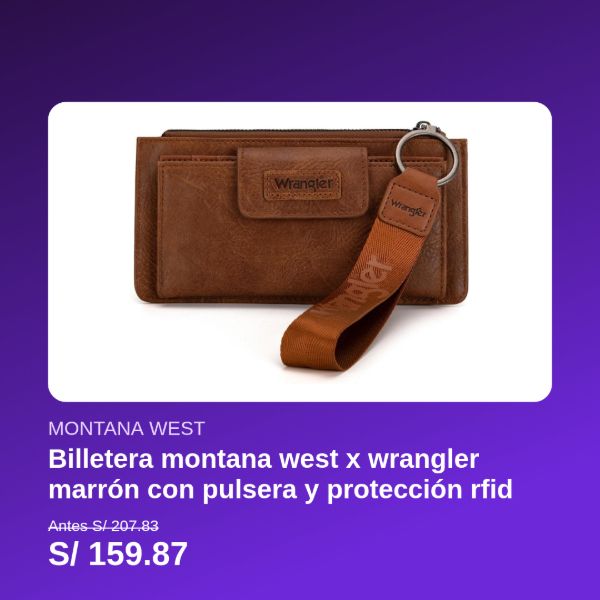 Wrangler
Wrangler
MONTANA WEST
Billetera montana west x wrangler
marrón con pulsera y protección rfid
Antes S/ 207.83
S/ 159.87